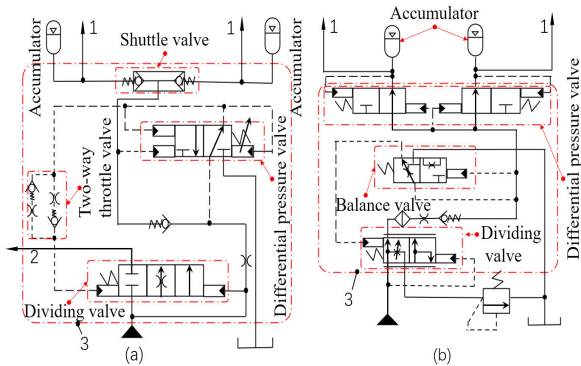 1
1
Accumulator
Shuttle valve
Accumulator
Two-way
throttle valve
Differential pressure valve
2
Dividing valve
3
(a)
Accumulator
1
1
Differential pressure valve
Balance valve
Dividing
valve
3
(b)